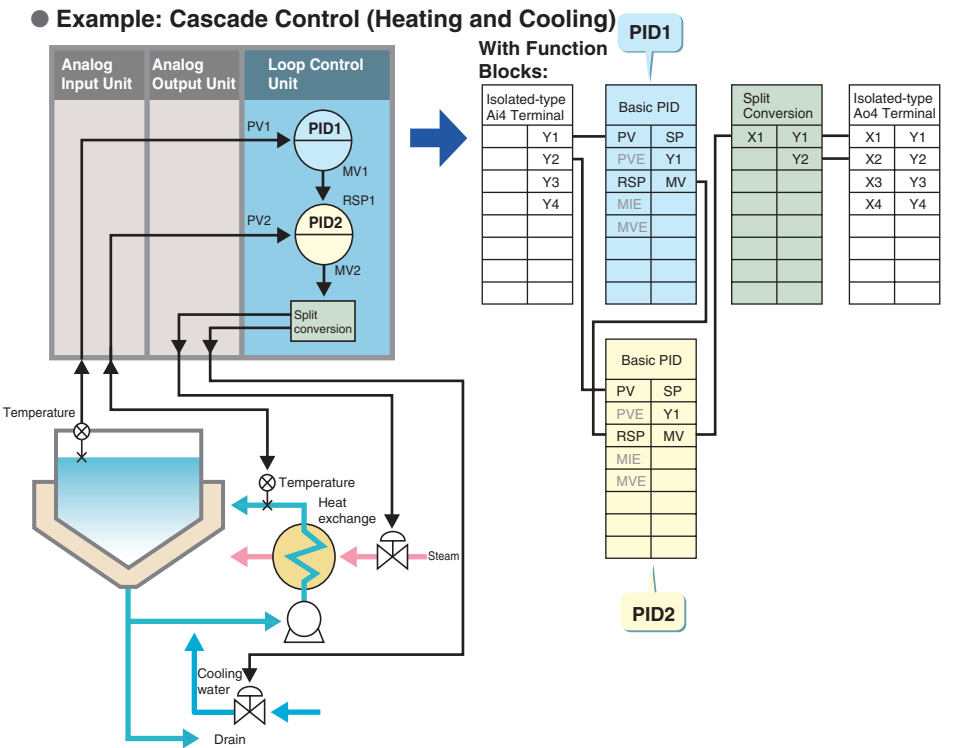 ● Example: Cascade Control (Heating and Cooling)
Analog
Input Unit
Analog
Output Unit
Loop Control
Unit
PV1
PID1
MV1
RSP1
PV2
PID2
MV2
Split
conversion
Temperature
Temperature
Heat
exchange
Steam
Cooling
water
Drain
With Function
Blocks:
PID1
Isolated-type
Ai4 Terminal
Y1
Y2
Y3
Y4
Basic PID
PV SP
PVE Y1
RSP MV
MIE
MVE
Split
Conversion
X1 Y1
Y2
Isolated-type
Ao4 Terminal
X1 Y1
X2 Y2
X3 Y3
X4 Y4
Basic PID
PV SP
PVE Y1
RSP MV
MIE
MVE
PID2